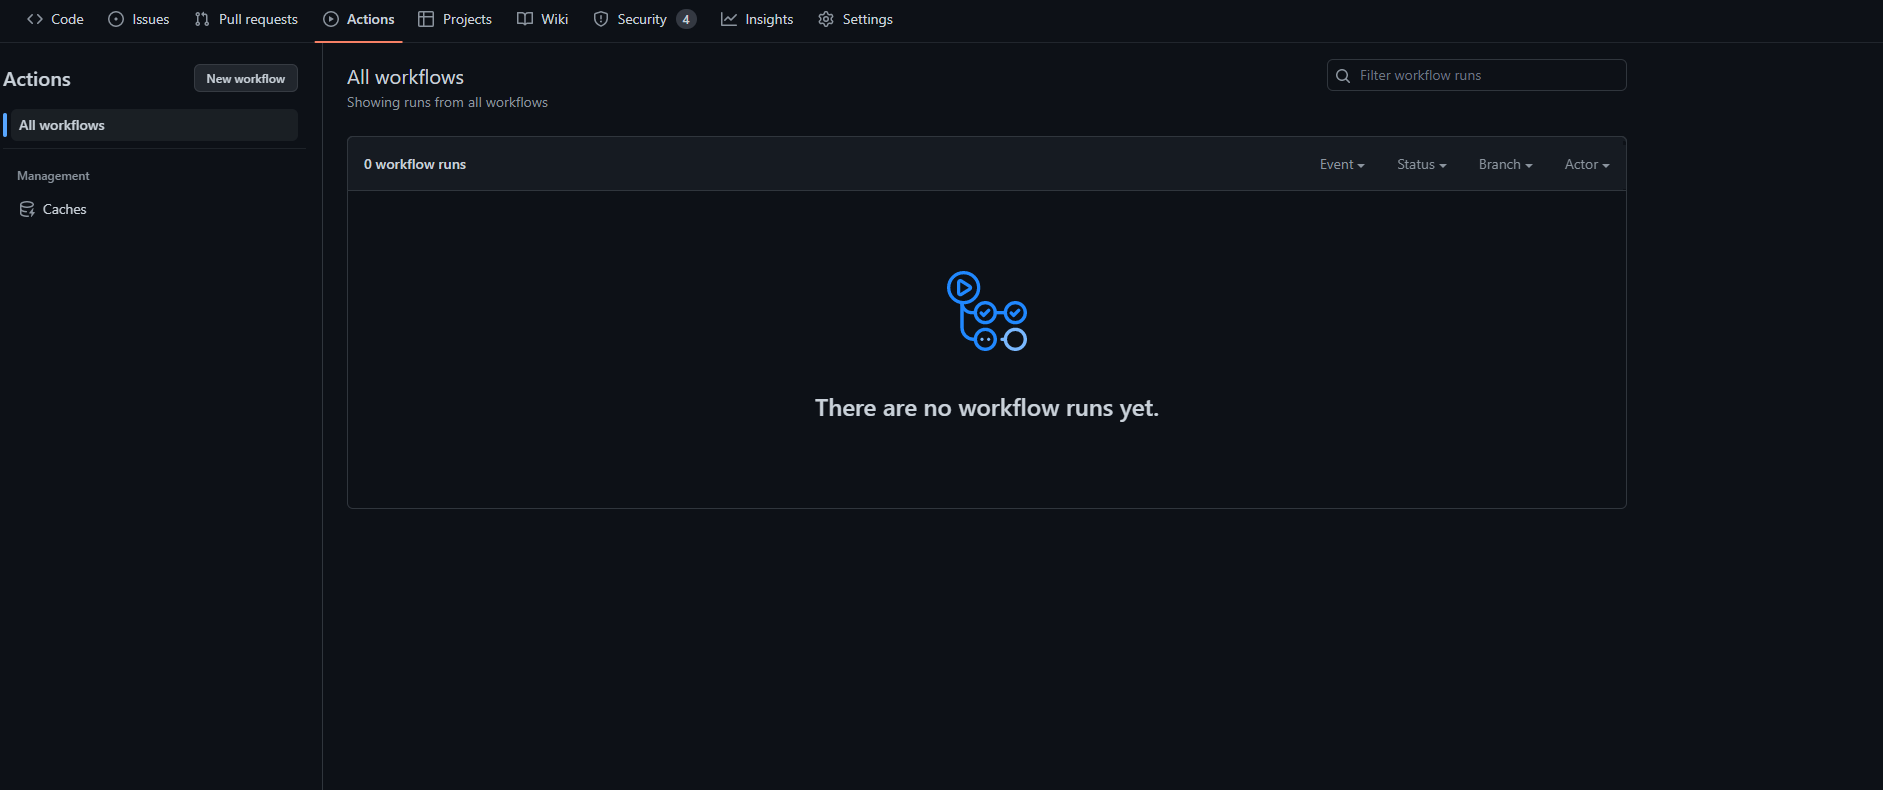 Code Issues Pull requests Actions Projects Wiki Security 4 Insights Settings
Actions
New workflow
All workflows
Management
Caches
All workflows
Showing runs from all workflows
Filter workflow runs
0 workflow runs
Event Status Branch Actor
There are no workflow runs yet.